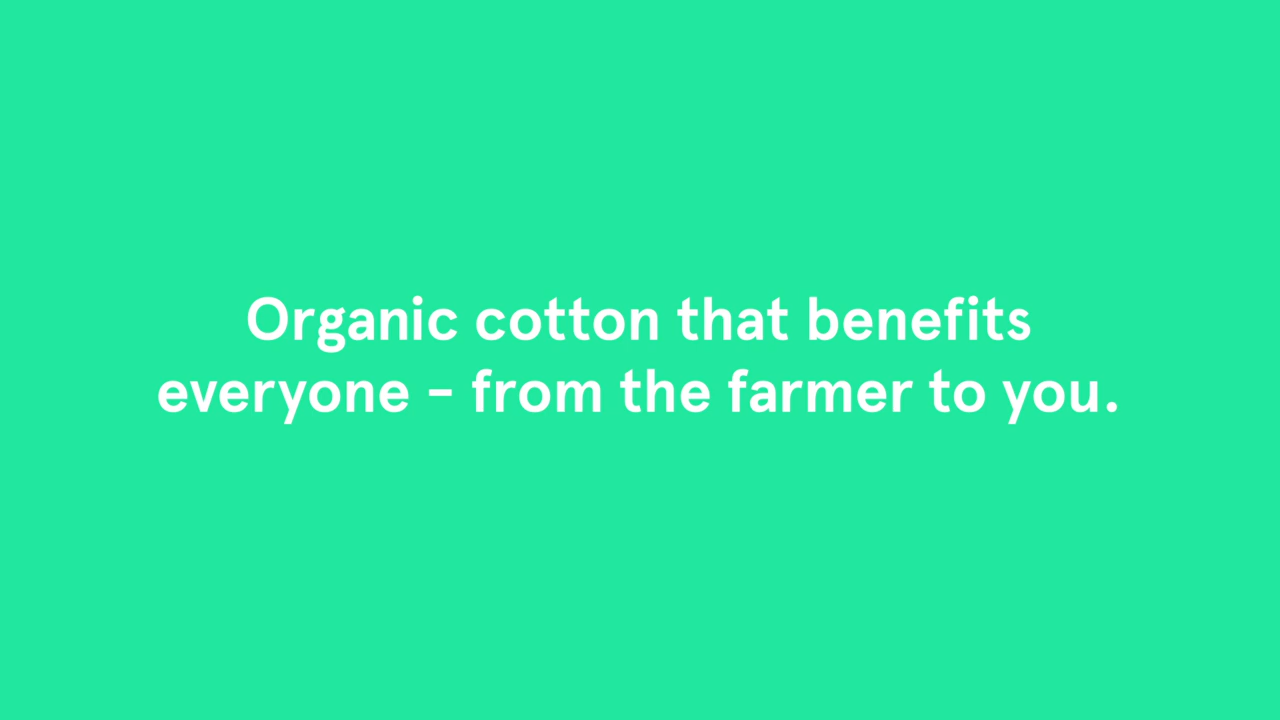 Organic cotton that benefits
everyone – from the farmer to you.